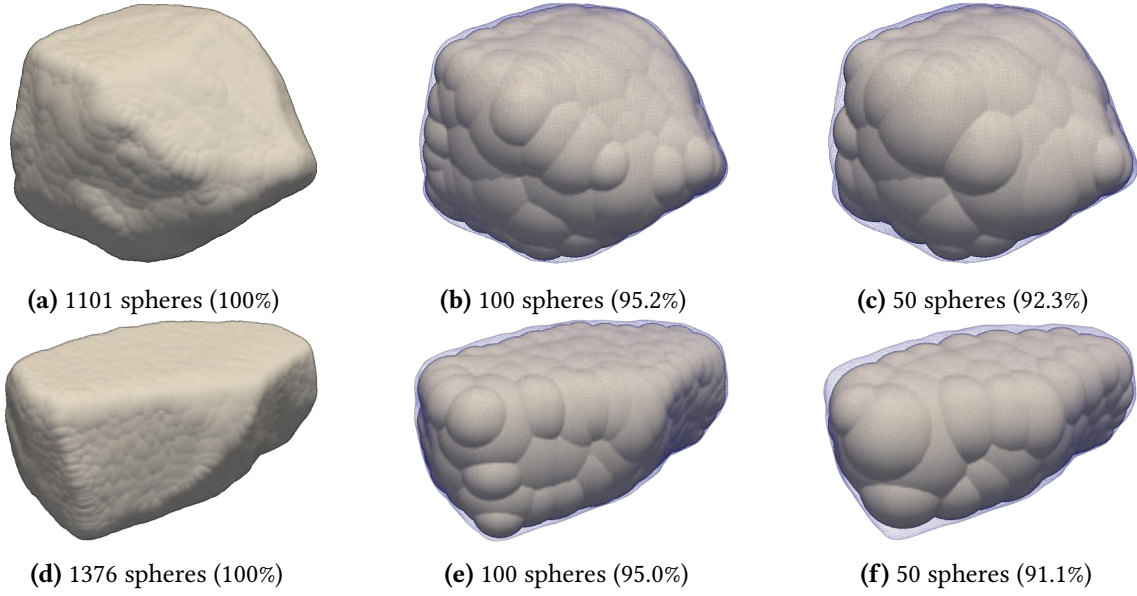 (a) 1101 spheres (100%)
(b) 100 spheres (95.2%)
(c) 50 spheres (92.3%)
(d) 1376 spheres (100%)
(e) 100 spheres (95.0%)
(f) 50 spheres (91.1%)